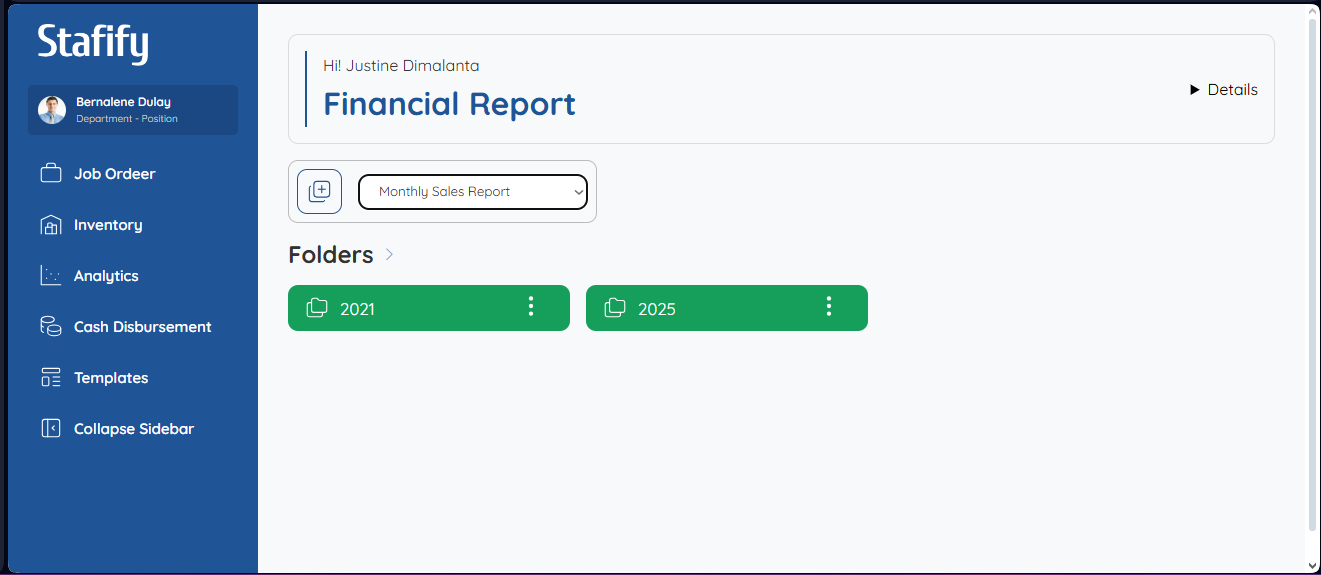 Stafify
Bernalene Dulay
Department - Position
Job Ordeer
Inventory
Analytics
Cash Disbursement
Templates
Collapse Sidebar
Hi! Justine Dimalanta
Financial Report
Details
Monthly Sales Report
Folders
2021
2025